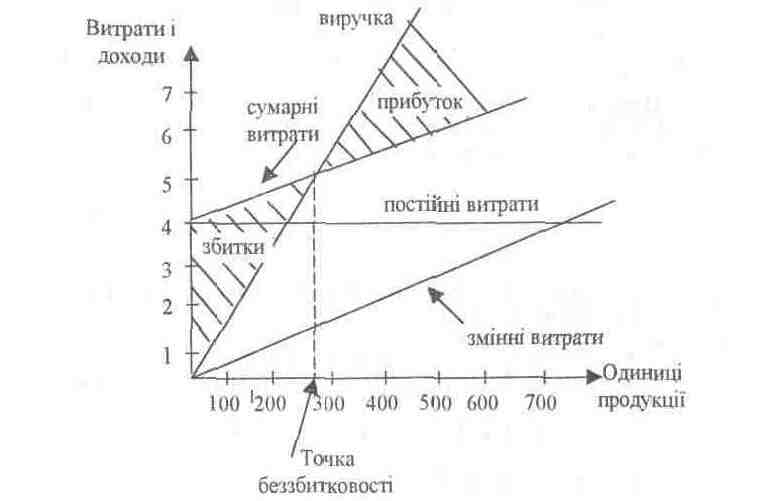 Витрати і
доходи
виручка
7
6
5
4
3
2
1
сумарні
витрати
прибуток
постійні витрати
збитки
змінні витрати
Одиниці
продукції
100 200 300 400 500 600 700
Точка
беззбитковості